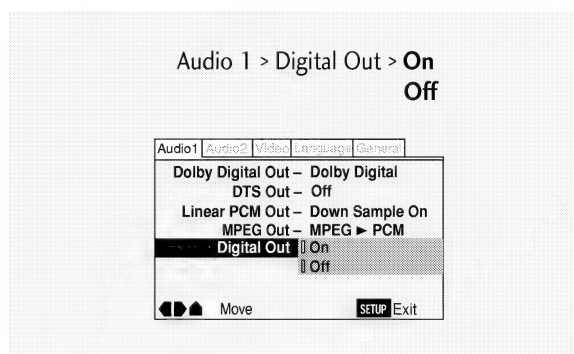 Audio 1 > Digital Out > On
Off
Audio1 Audio2 Video Language General
Dolby Digital Out – Dolby Digital
DTS Out – Off
Linear PCM Out – Down Sample On
MPEG Out – MPEG ► PCM
Digital Out On
Off
Move SETUP Exit